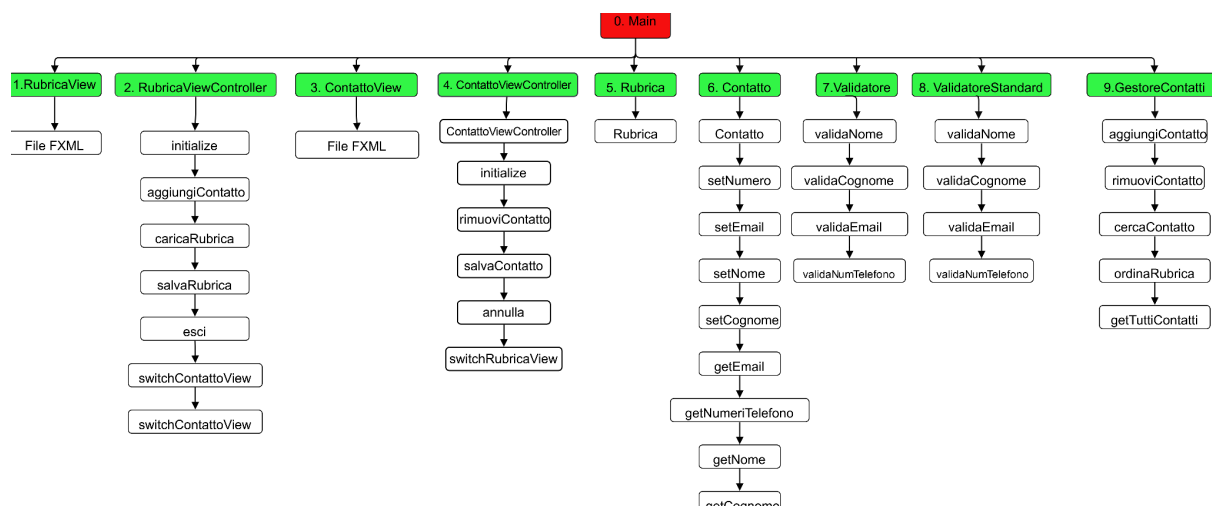 0. Main
1.RubricaView
File FXML
2. RubricaViewController
initialize
aggiungiContatto
caricaRubrica
salvaRubrica
esci
switchContattoView
switchContattoView
3. ContattoView
File FXML
4. ContattoViewController
ContattoViewController
initialize
rimuoviContatto
salvaContatto
annulla
switchRubricaView
5. Rubrica
Rubrica
6. Contatto
Contatto
setNumero
setEmail
setNome
setCognome
getEmail
getNumeriTelefono
getNome
getCognome
7.Validatore
validaNome
validaCognome
validaEmail
validaNumTelefono
8. ValidatoreStandard
validaNome
validaCognome
validaEmail
validaNumTelefono
9.GestoreContatti
aggiungiContatto
rimuoviContatto
cercaContatto
ordinaRubrica
getTuttiContatti